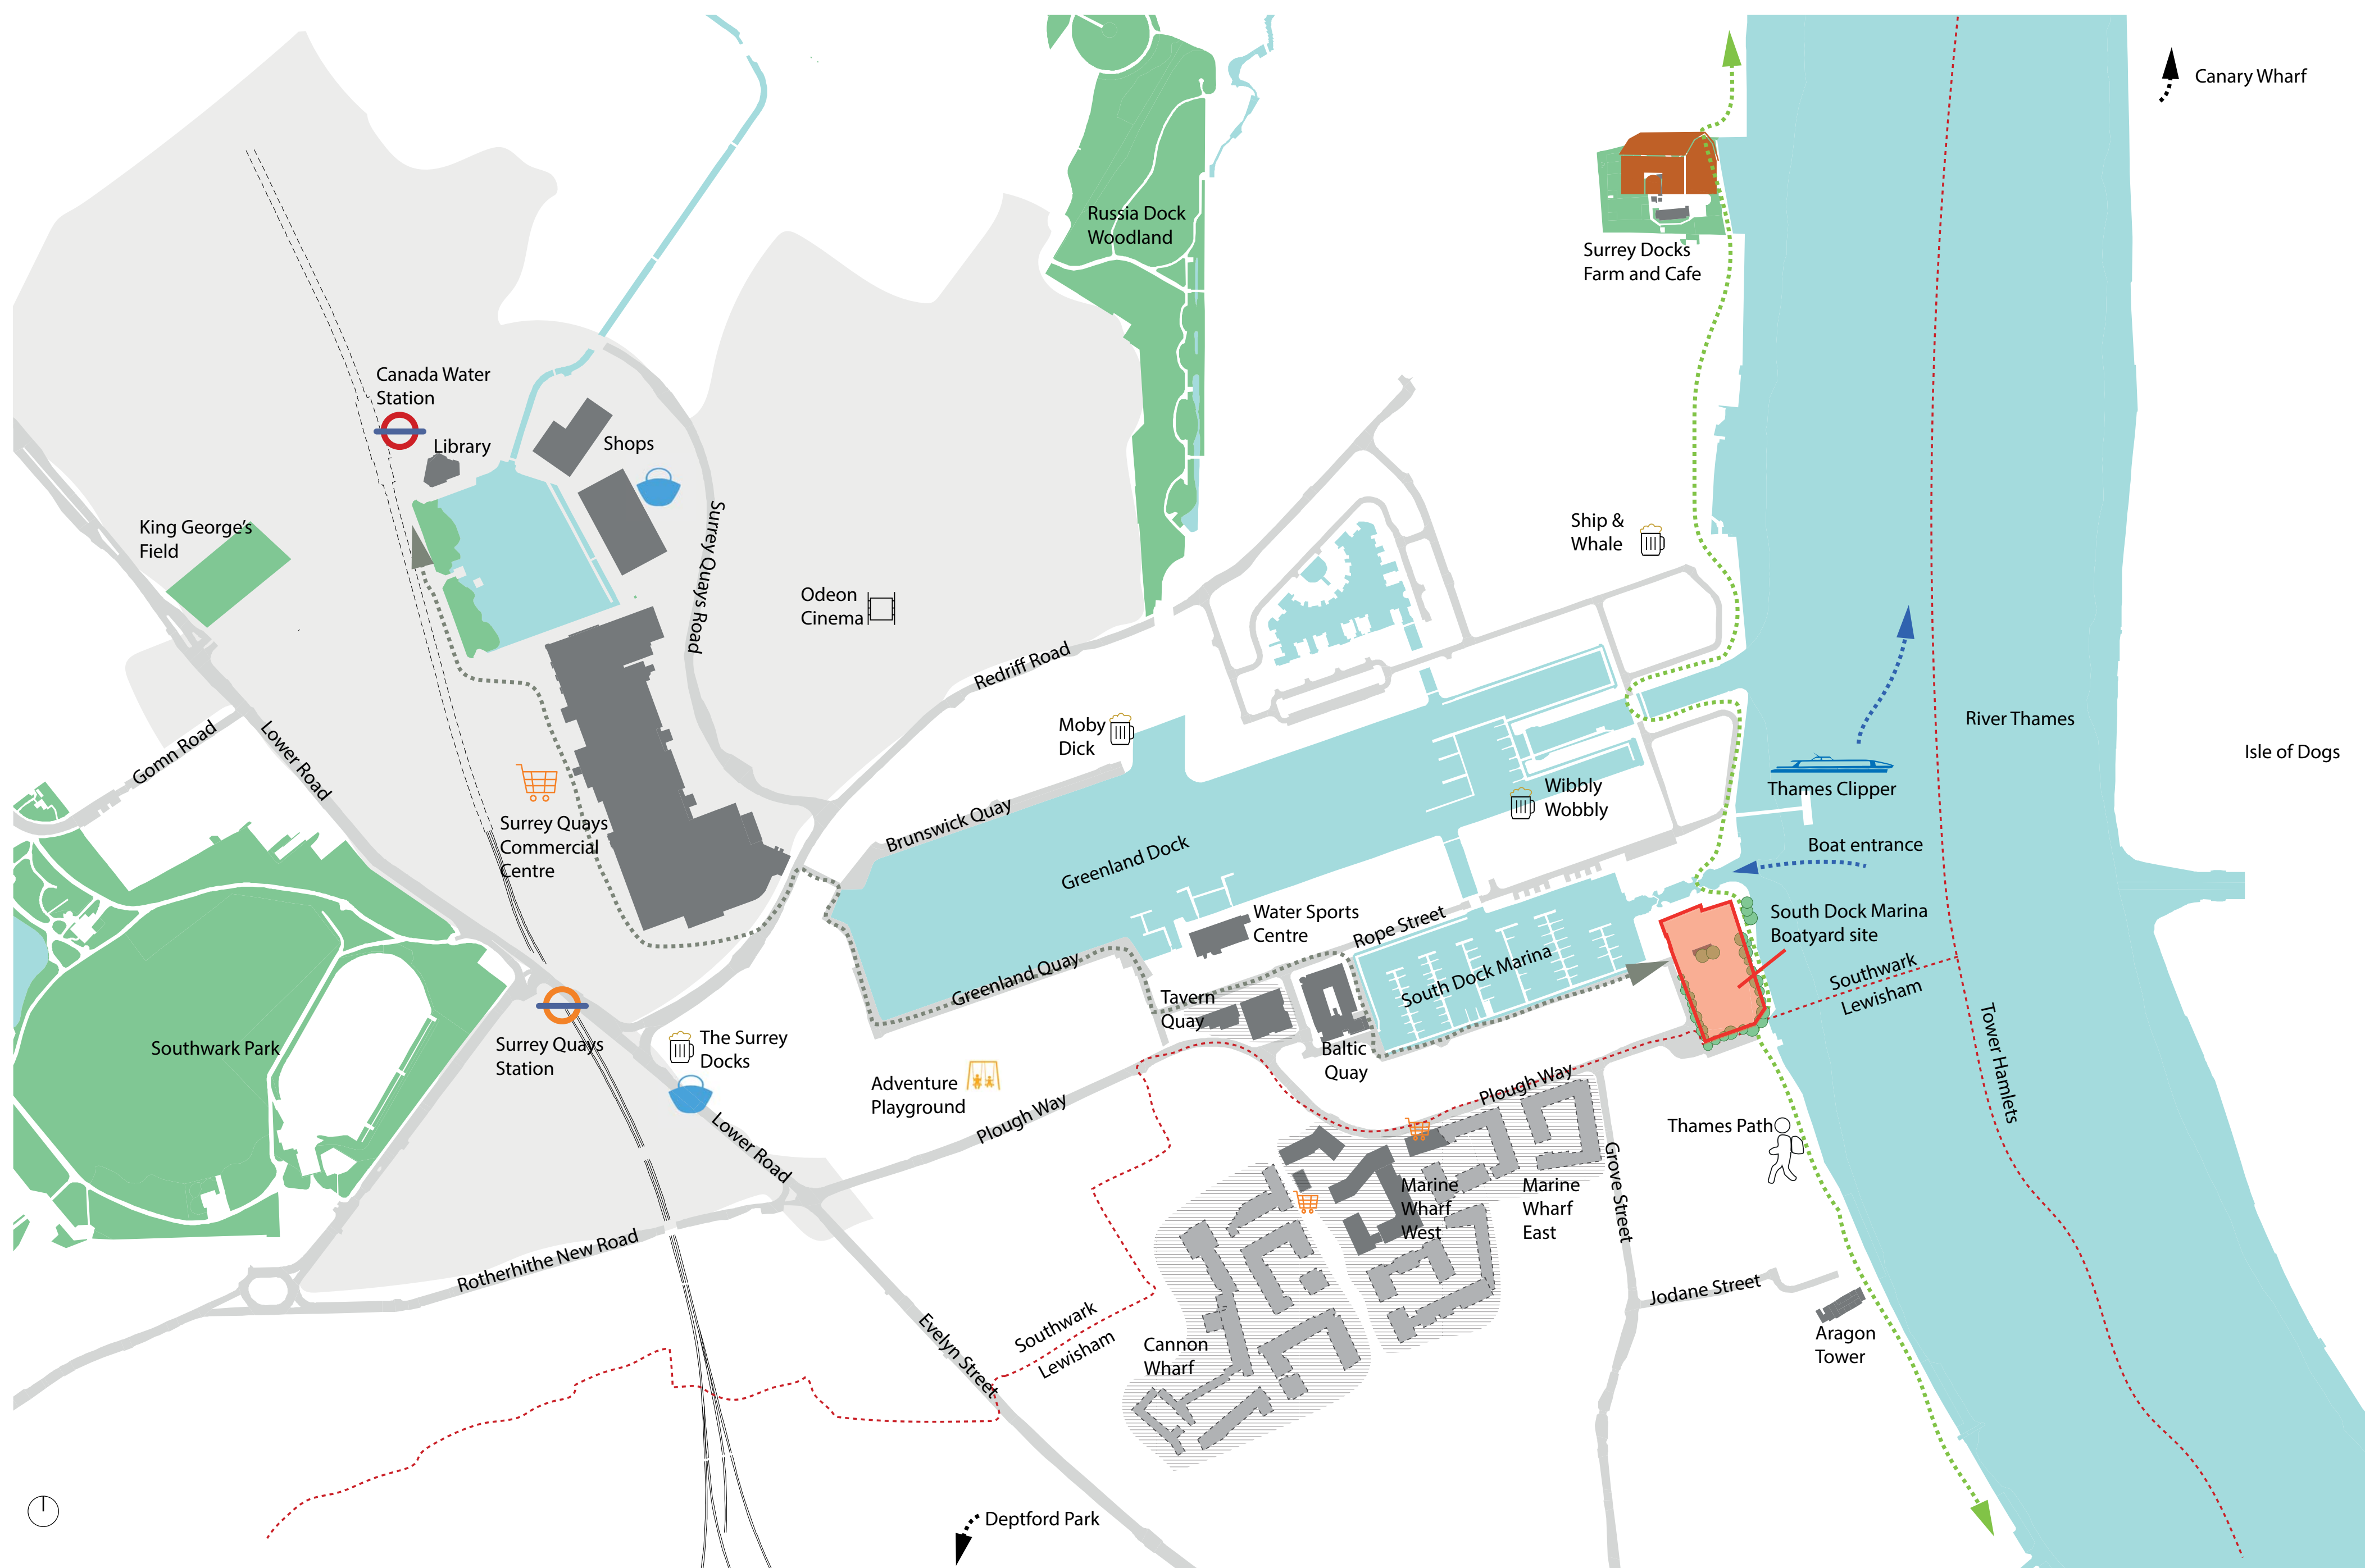 Canary Wharf
Russia Dock
Woodland
Surrey Docks
Farm and Cafe
Canada Water
Station
Library
Shops
King George's
Field
Surrey Quays Road
Ship &
Whale
Odeon
Cinema
Redriff Road
Moby
Dick
River Thames
Isle of Dogs
Gomn Road
Lower Road
Thames Clipper
Wibbly
Wobbly
Surrey Quays
Commercial
Centre
Brunswick Quay
Greenland Dock
Boat entrance
Water Sports
Centre
Rope Street
South Dock Marina
Boatyard site
Greenland Quay
South Dock Marina
Southwark
Lewisham
Tavern
Quay
Tower Hamlets
Southwark Park
Surrey Quays
Station
The Surrey
Docks
Baltic
Quay
Adventure
Playground
Plough Way
Plough Way
Thames Path
Lower Road
Grove Street
Marine
Wharf
West
Marine
Wharf
East
Rotherhithe New Road
Jodane Street
Evelyn Street
Southwark
Lewisham
Cannon
Wharf
Aragon
Tower
Deptford Park